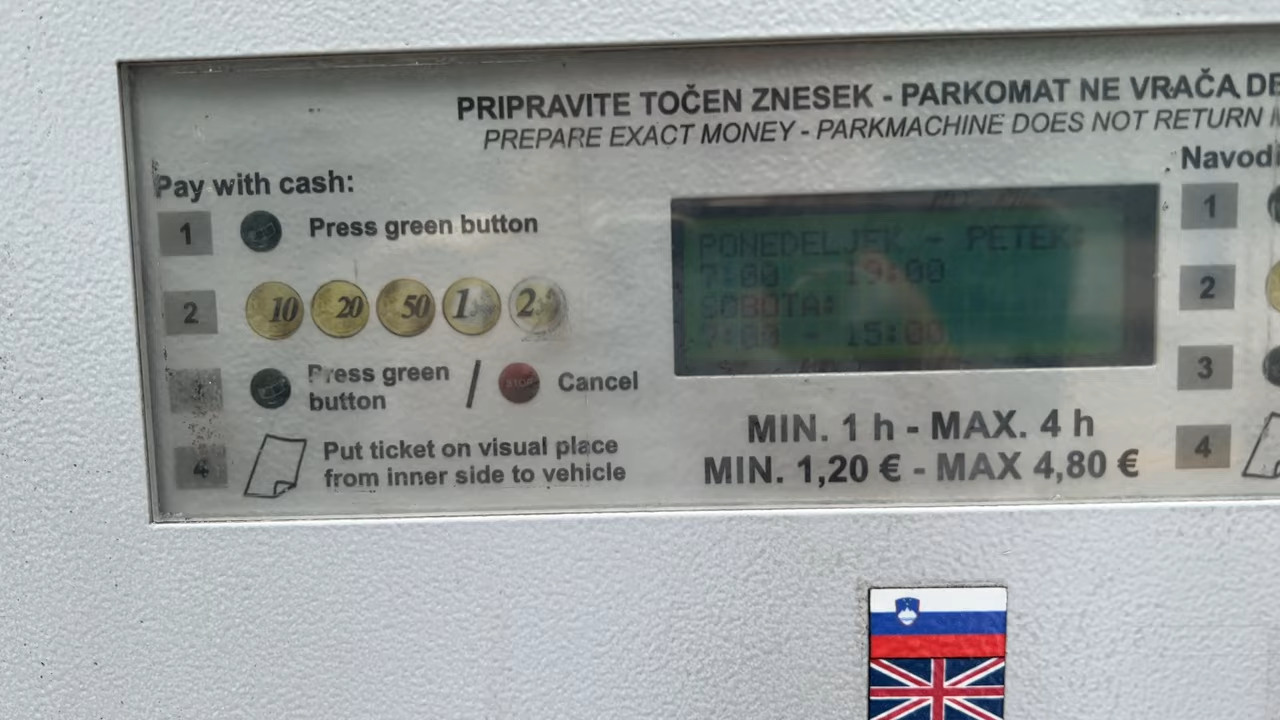 PRIPRAVITE TOČEN ZNESEK - PARKOMAT NE VRAČA DE
PREPARE EXACT MONEY - PARKMACHINE DOES NOT RETURN
Pay with cash:
1 Press green button
2 10 20 50 1 2
Press green
button / STOP Cancel
4 Put ticket on visual place
from inner side to vehicle
PONEDELJEK - PETEK:
7:00 19:00
SOBOTA:
7:00 - 15:00
MIN. 1 h - MAX. 4 h
MIN. 1,20 € - MAX 4,80 €
Navodi
1
2
3
4